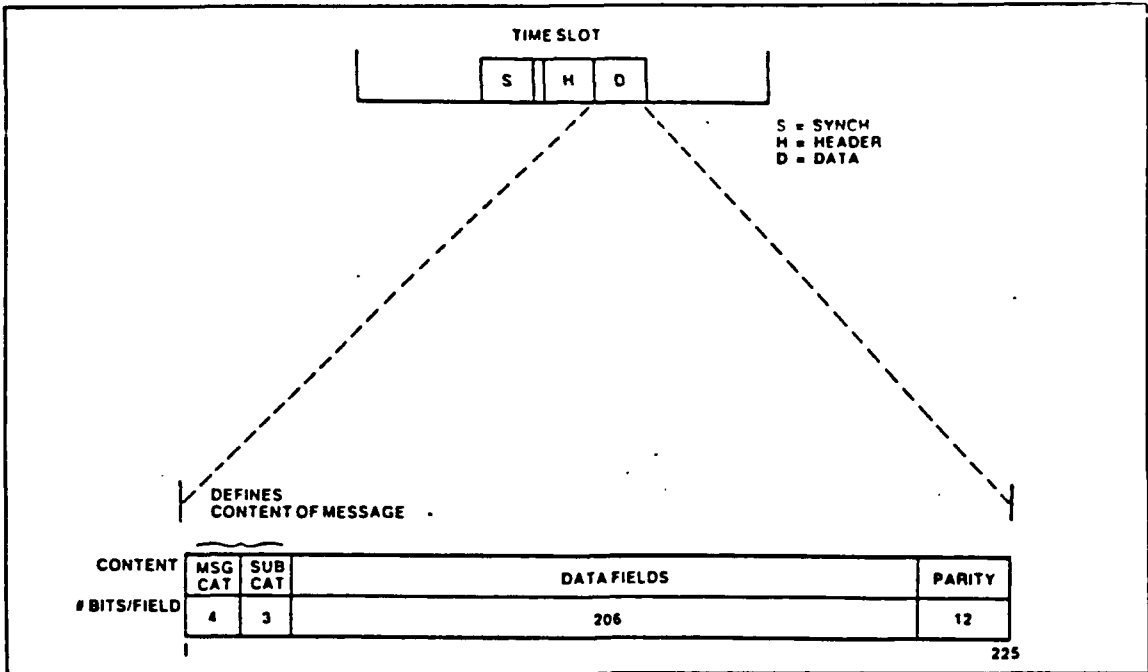 TIME SLOT
S H D
S = SYNCH
H = HEADER
D = DATA
DEFINES
CONTENT OF MESSAGE
CONTENT
MSG CAT
SUB CAT
DATA FIELDS
PARITY
# BITS/FIELD
4 3 206 12
225